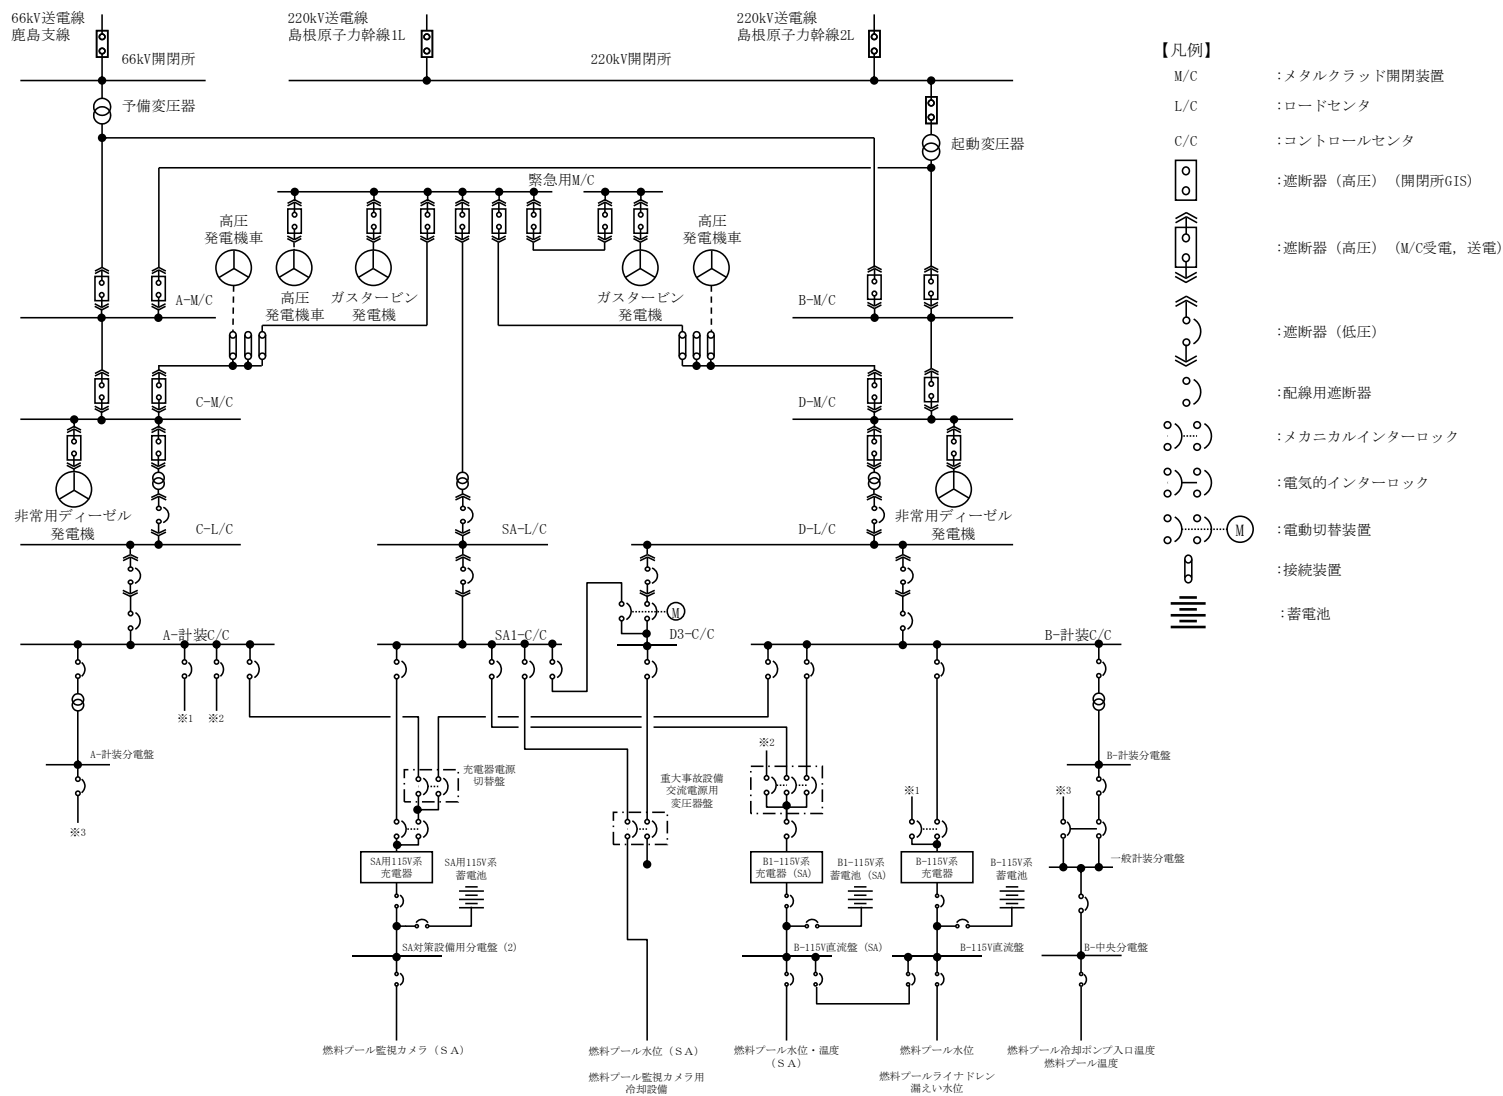 66kV送電線
鹿島支線
66kV開閉所
220kV送電線
島根原子力幹線1L
220kV開閉所
220kV送電線
島根原子力幹線2L
予備変圧器
起動変圧器
緊急用M/C
高圧
発電機車
高圧
発電機車
ガスタービン
発電機
ガスタービン
発電機
高圧
発電機車
A-M/C
B-M/C
C-M/C
D-M/C
非常用ディーゼル
発電機
C-L/C
SA-L/C
D-L/C
非常用ディーゼル
発電機
M
A-計装C/C
SA1-C/C
D3-C/C
B-計装C/C
※1
※2
A-計装分電盤
※3
充電器電源
切替盤
重大事故設備
交流電源用
変圧器盤
※2
※1
B-計装分電盤
※3
一般計装分電盤
SA用115V系
充電器
SA用115V系
蓄電池
B1-115V系
充電器(SA)
B1-115V系
蓄電池(SA)
B-115V系
充電器
B-115V系
蓄電池
SA対策設備用分電盤(2)
B-115V直流盤(SA)
B-115V直流盤
B-中央分電盤
燃料プール監視カメラ(ＳＡ)
燃料プール水位(ＳＡ)
燃料プール監視カメラ用
冷却設備
燃料プール水位・温度
(ＳＡ)
燃料プール水位
燃料プールライナドレン
漏えい水位
燃料プール冷却ポンプ入口温度
燃料プール温度
【凡例】
M/C :メタルクラッド開閉装置
L/C :ロードセンタ
C/C :コントロールセンタ
:遮断器(高圧)(開閉所GIS)
:遮断器(高圧)(M/C受電,送電)
:遮断器(低圧)
:配線用遮断器
:メカニカルインターロック
:電気的インターロック
M :電動切替装置
:接続装置
:蓄電池